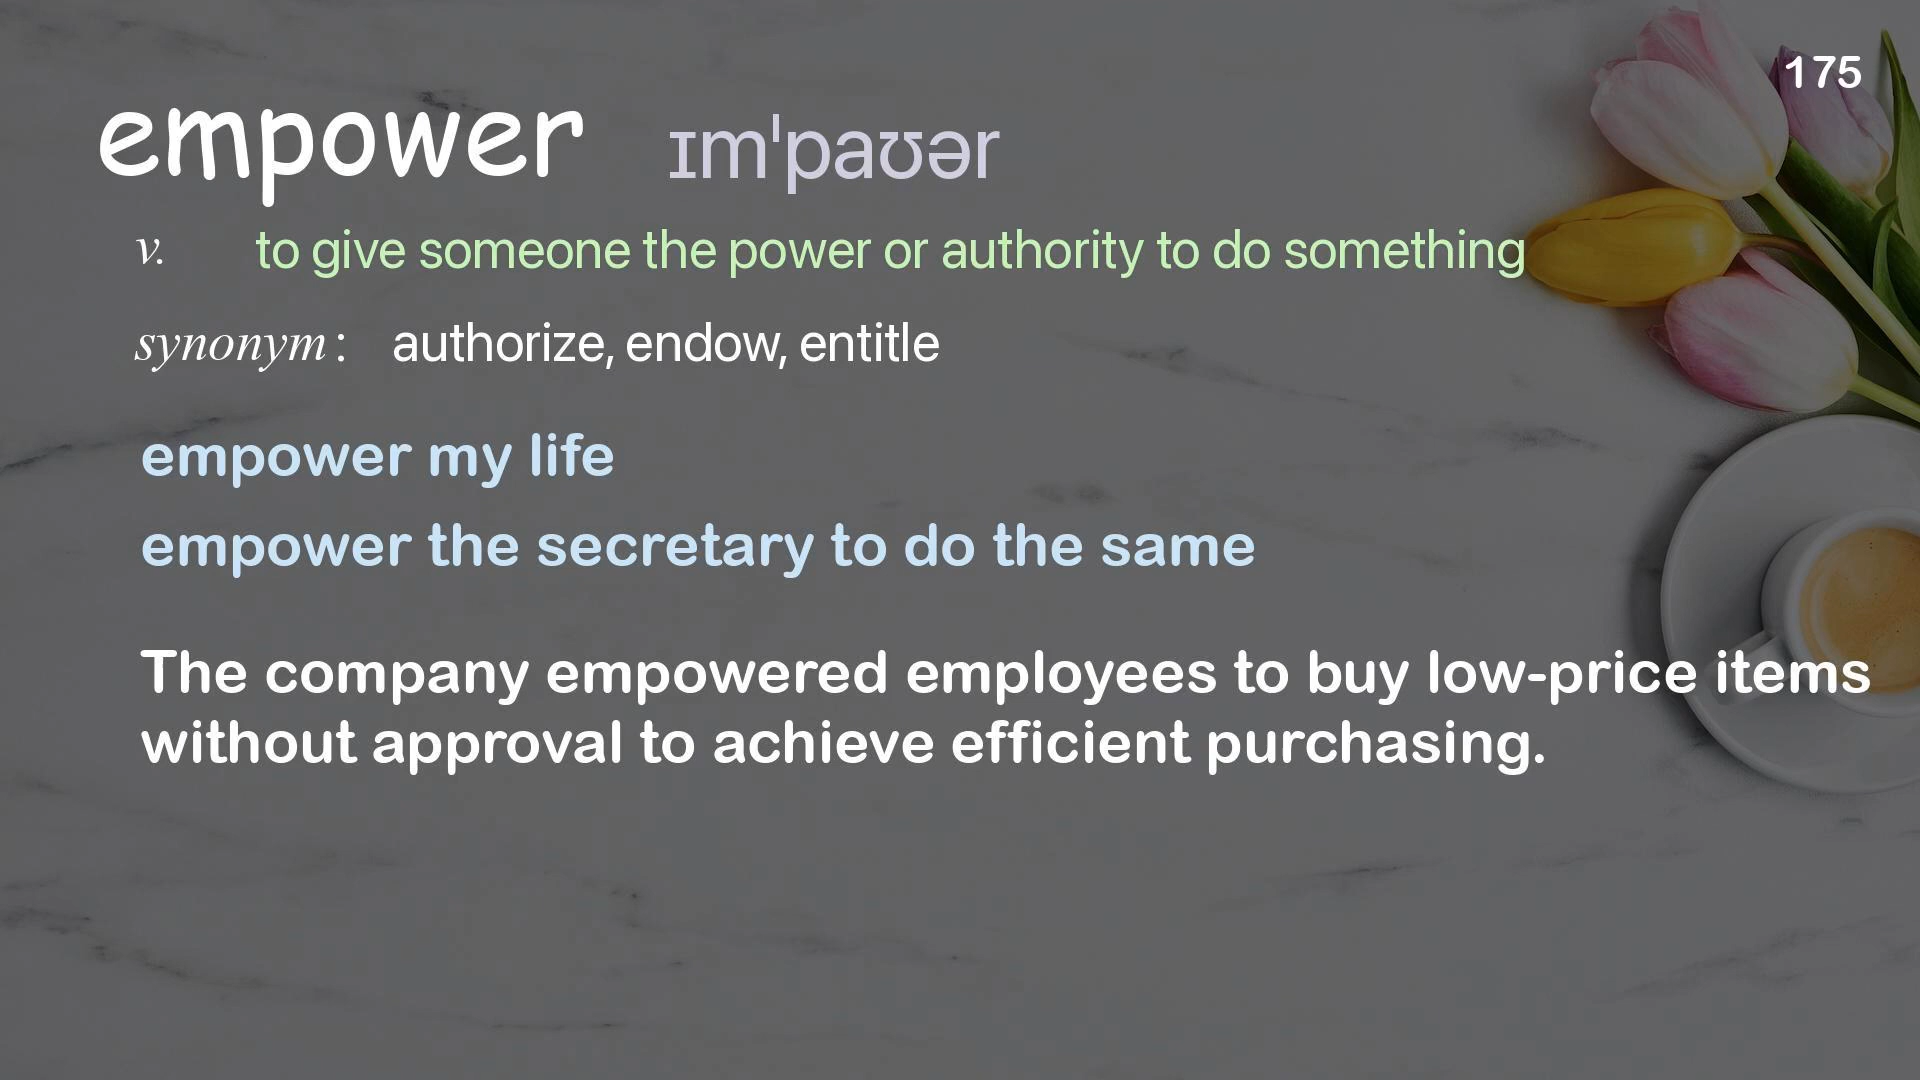 175
empower ɪmˈpaʊər
v. to give someone the power or authority to do something
synonym: authorize, endow, entitle
empower my life
empower the secretary to do the same
The company empowered employees to buy low-price items
without approval to achieve efficient purchasing.